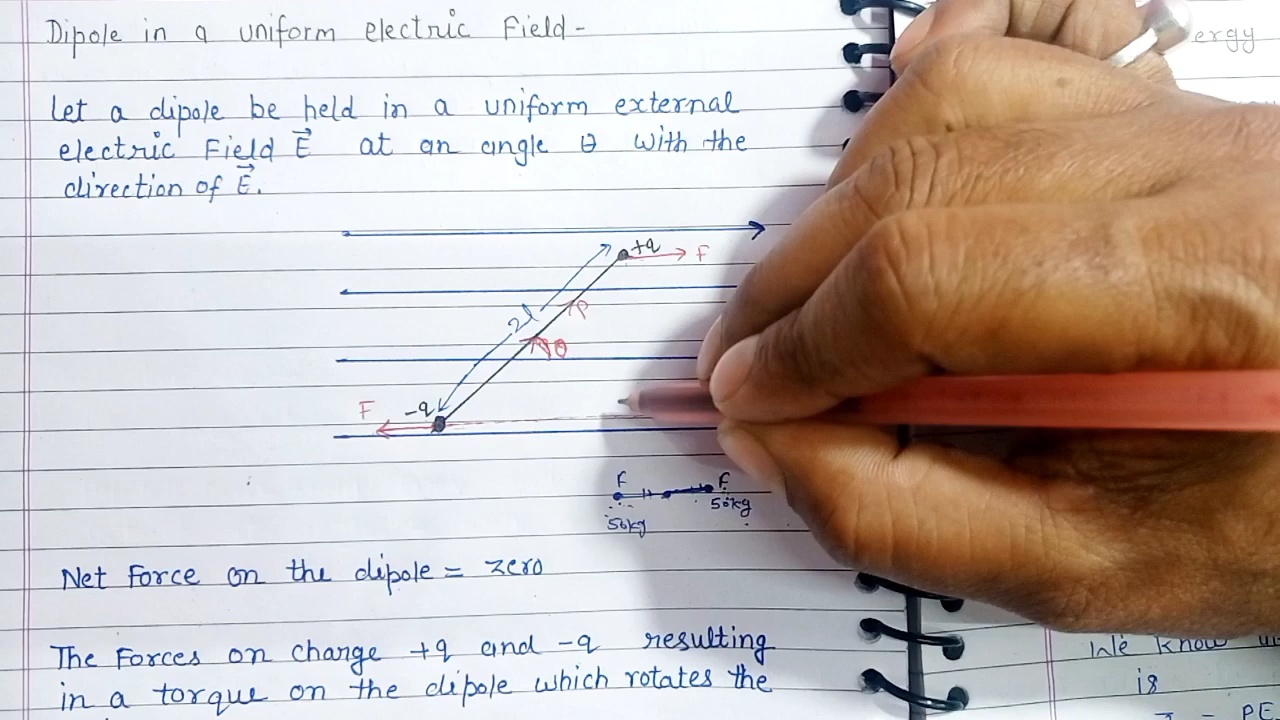 Dipole in a uniform electric Field -
ergy
Let a dipole be held in a uniform external
electric Field E⃗ at an angle θ with the
direction of E⃗.
+q
F
2l
P
θ
F
-q
F
F
50kg
50kg
Net Force on the dipole = zero
The Forces on charge +q and -q resulting
in a torque on the dipole which rotates the
We know
is
= PE